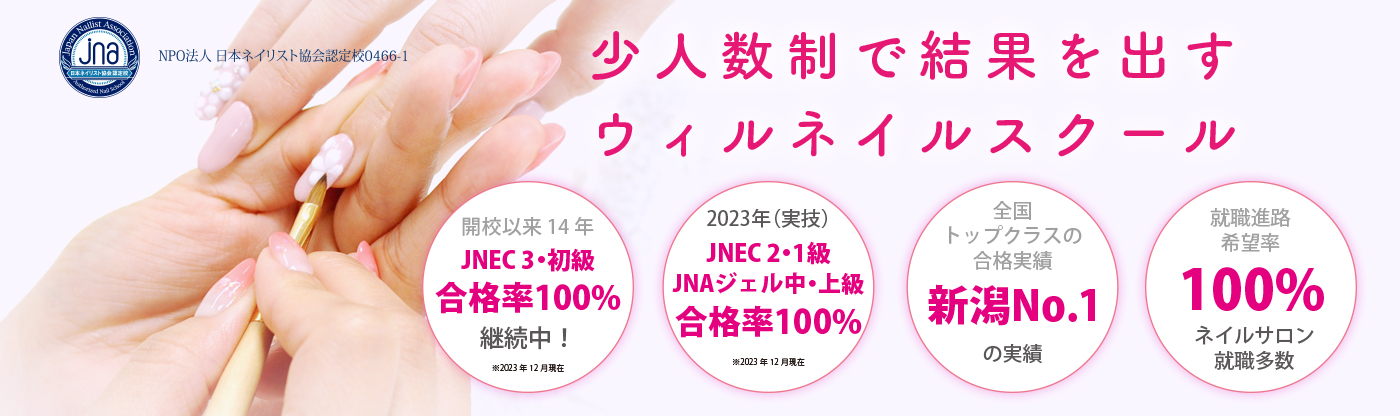 Japan Nailist Association
jna
日本ネイリスト協会認定校
Authorized Nail School
NPO法人 日本ネイリスト協会認定校0466-1
少人数制で結果を出す
ウィルネイルスクール
開校以来 14 年
JNEC 3・初級
合格率100%
継続中！
※2023 年 12 月現在
2023年（実技）
JNEC 2・1級
JNAジェル中・上級
合格率100%
※2023 年 12 月現在
全国
トップクラスの
合格実績
新潟No.1
の実績
就職進路
希望率
100%
ネイルサロン
就職多数